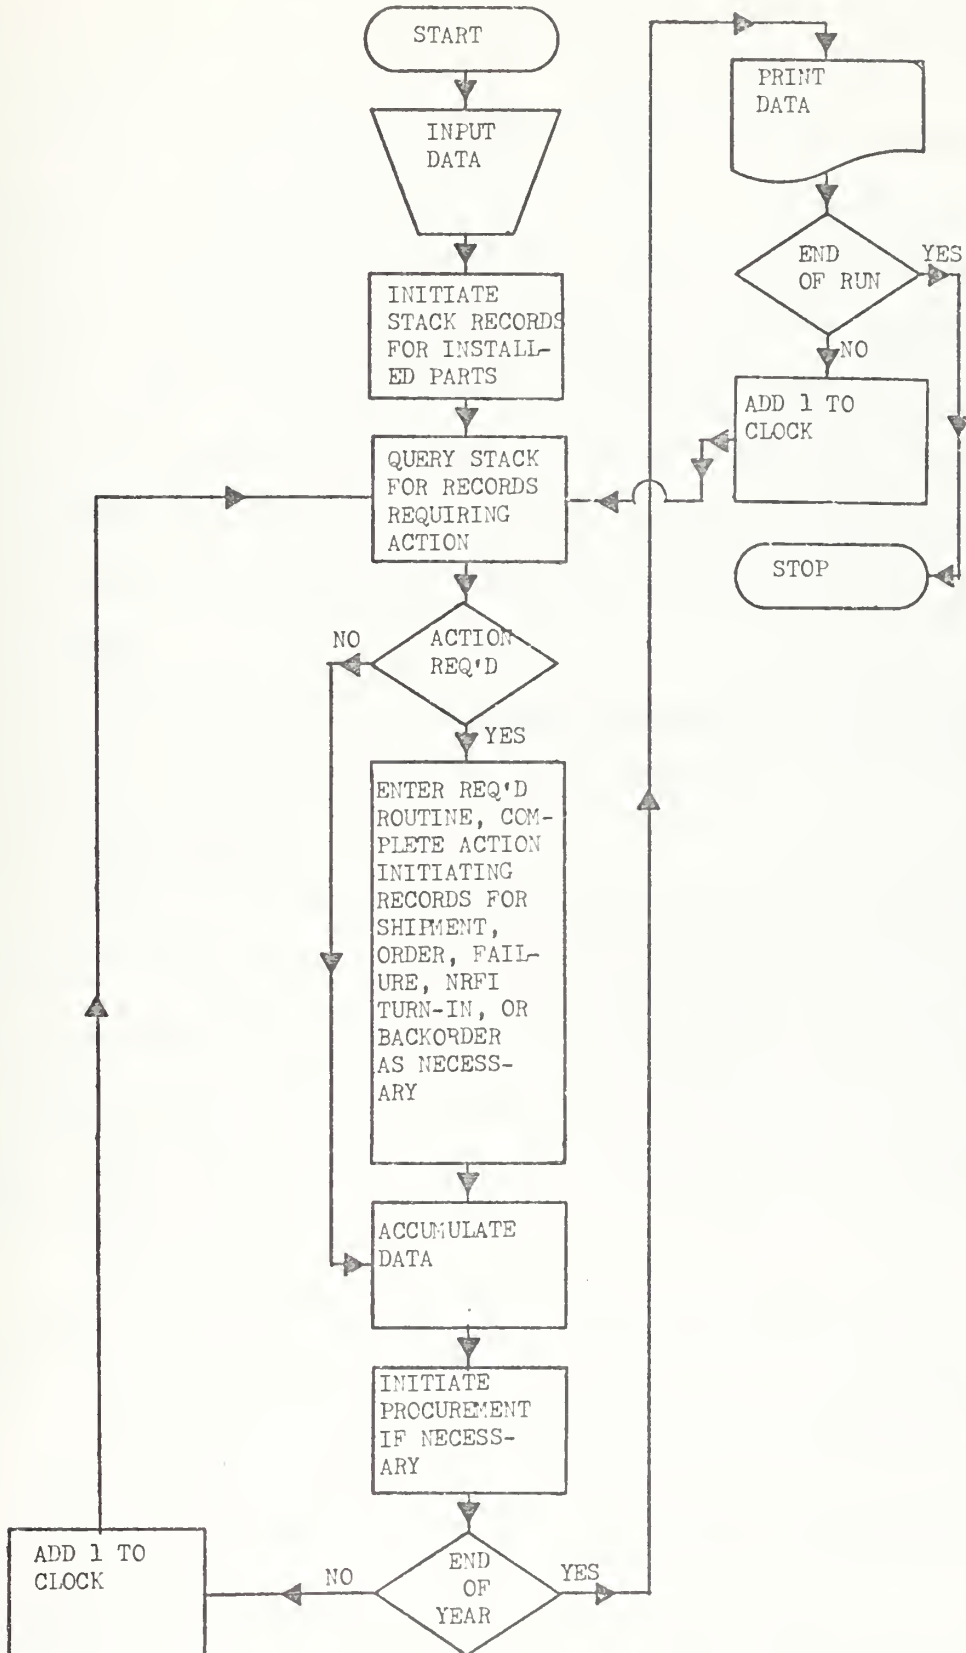 START
INPUT
DATA
INITIATE
STACK RECORDS
FOR INSTALL-
ED PARTS
QUERY STACK
FOR RECORDS
REQUIRING
ACTION
ACTION
REQ'D
NO
YES
ENTER REQ'D
ROUTINE, COM-
PLETE ACTION
INITIATING
RECORDS FOR
SHIPMENT,
ORDER, FAIL-
URE, NRFI
TURN-IN, OR
BACKORDER
AS NECESS-
ARY
ACCUMULATE
DATA
INITIATE
PROCUREMENT
IF NECESS-
ARY
END
OF
YEAR
NO
YES
ADD 1 TO
CLOCK
PRINT
DATA
END
OF RUN
YES
NO
ADD 1 TO
CLOCK
STOP